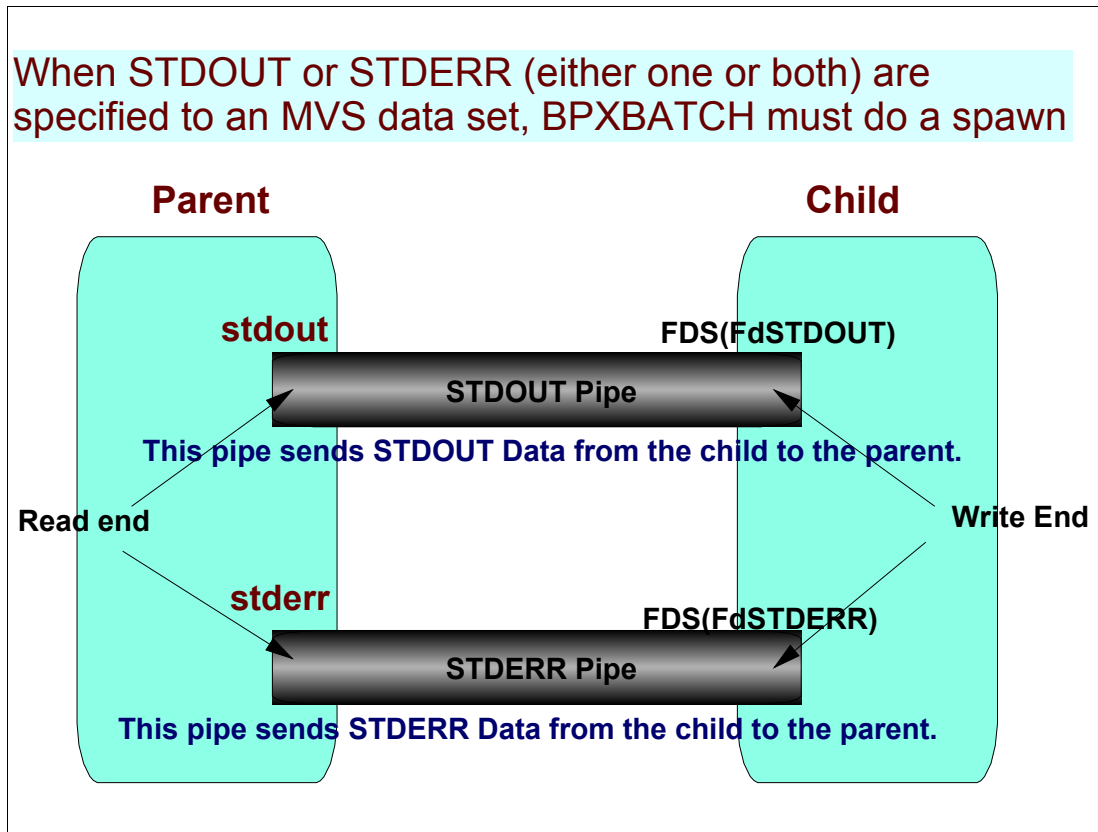 When STDOUT or STDERR (either one or both) are
specified to an MVS data set, BPXBATCH must do a spawn
Parent
Child
stdout
FDS(FdSTDOUT)
STDOUT Pipe
This pipe sends STDOUT Data from the child to the parent.
Read end
Write End
stderr
FDS(FdSTDERR)
STDERR Pipe
This pipe sends STDERR Data from the child to the parent.